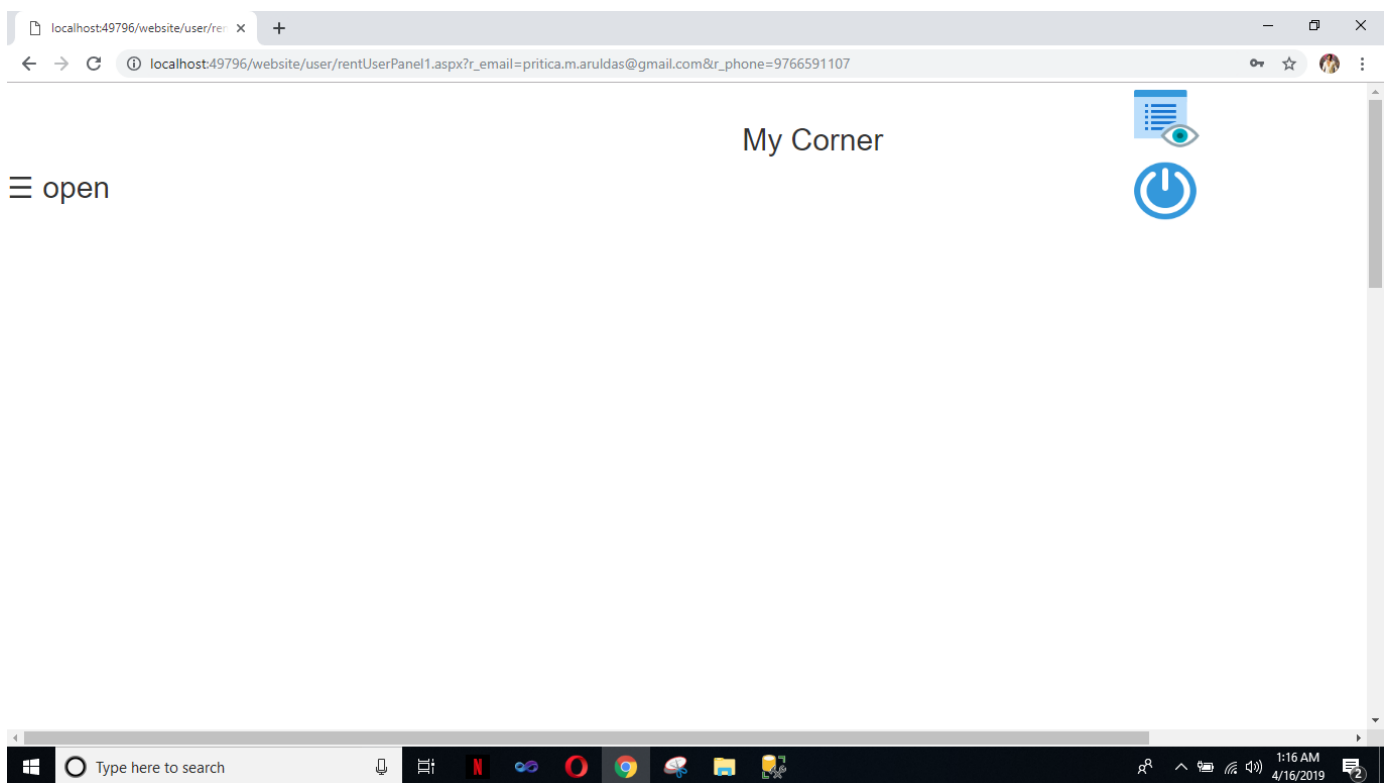 localhost:49796/website/user/rer
localhost:49796/website/user/rentUserPanel1.aspx?r_email=pritica.m.aruldas@gmail.com&r_phone=9766591107
My Corner
☰ open
Type here to search
N
1:16 AM
4/16/2019
2